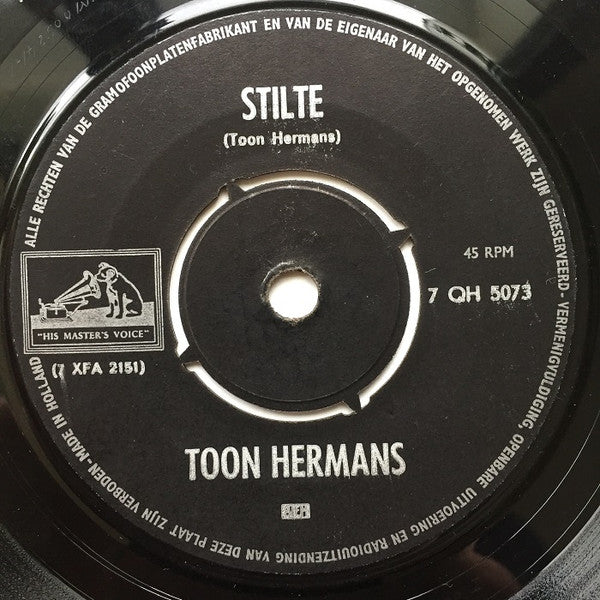 STILTE
(Toon Hermans)
45 RPM
7 QH 5073
"HIS MASTER'S VOICE"
(7 XFA 2151)
TOON HERMANS
ALLE RECHTEN VAN DE GRAMOFOONPLATENFABRIKANT EN VAN DE EIGENAAR VAN HET OPGENOMEN WERK ZIJN GERESERVEERD - VERMENIGVULDIGING, OPENBARE UITVOERING EN RADIOUITZENDING VAN DEZE PLAAT ZIJN VERBODEN - MADE IN HOLLAND